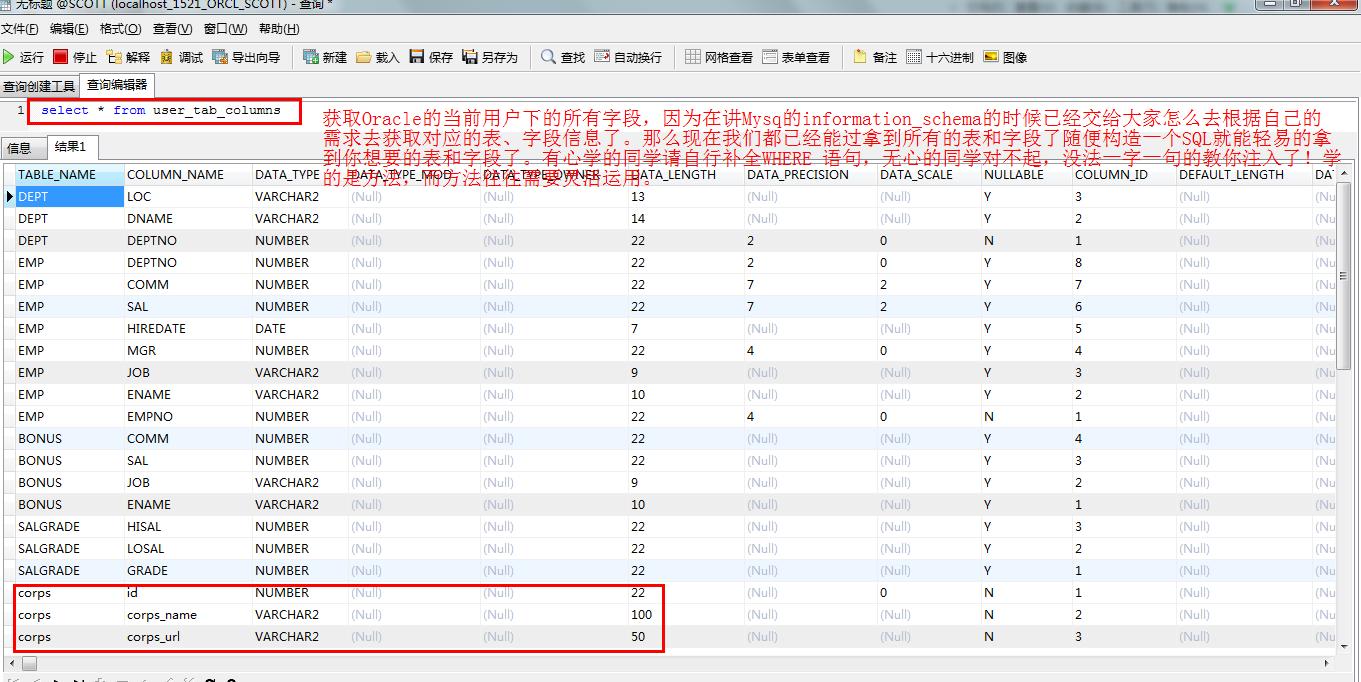 无标题 @SCOTT (localhost_1521_ORCL_SCOTT) - 查询 *
文件(F) 编辑(E) 格式(O) 查看(V) 窗口(W) 帮助(H)
运行 停止 解释 调试 导出向导 新建 载入 保存 另存为 查找 自动换行 网格查看 表单查看 备注 十六进制 图像
查询创建工具 查询编辑器
1 select * from user_tab_columns
获取Oracle的当前用户下的所有字段，因为在讲Mysq的information_schema的时候已经交给大家怎么去根据自己的
需求去获取对应的表、字段信息了。那么现在我们都已经能过拿到所有的表和字段了随便构造一个SQL就能轻易的拿
到你想要的表和字段了。有心学的同学请自行补全WHERE 语句，无心的同学对不起，没法一字一句的教你注入了！学
的是方法，而方法往往需要灵活运用。
信息 结果1
TABLE_NAME COLUMN_NAME DATA_TYPE DATA_TYPE_MOD DATA_TYPE_OWNER DATA_LENGTH DATA_PRECISION DATA_SCALE NULLABLE COLUMN_ID DEFAULT_LENGTH DAT
DEPT LOC VARCHAR2 (Null) (Null) 13 (Null) (Null) Y 3 (Null) (Nu
DEPT DNAME VARCHAR2 (Null) (Null) 14 (Null) (Null) Y 2 (Null) (Nu
DEPT DEPTNO NUMBER (Null) (Null) 22 2 0 N 1 (Null) (Nu
EMP DEPTNO NUMBER (Null) (Null) 22 2 0 Y 8 (Null) (Nu
EMP COMM NUMBER (Null) (Null) 22 7 2 Y 7 (Null) (Nu
EMP SAL NUMBER (Null) (Null) 22 7 2 Y 6 (Null) (Nu
EMP HIREDATE DATE (Null) (Null) 7 (Null) (Null) Y 5 (Null) (Nu
EMP MGR NUMBER (Null) (Null) 22 4 0 Y 4 (Null) (Nu
EMP JOB VARCHAR2 (Null) (Null) 9 (Null) (Null) Y 3 (Null) (Nu
EMP ENAME VARCHAR2 (Null) (Null) 10 (Null) (Null) Y 2 (Null) (Nu
EMP EMPNO NUMBER (Null) (Null) 22 4 0 N 1 (Null) (Nu
BONUS COMM NUMBER (Null) (Null) 22 (Null) (Null) Y 4 (Null) (Nu
BONUS SAL NUMBER (Null) (Null) 22 (Null) (Null) Y 3 (Null) (Nu
BONUS JOB VARCHAR2 (Null) (Null) 9 (Null) (Null) Y 2 (Null) (Nu
BONUS ENAME VARCHAR2 (Null) (Null) 10 (Null) (Null) Y 1 (Null) (Nu
SALGRADE HISAL NUMBER (Null) (Null) 22 (Null) (Null) Y 3 (Null) (Nu
SALGRADE LOSAL NUMBER (Null) (Null) 22 (Null) (Null) Y 2 (Null) (Nu
SALGRADE GRADE NUMBER (Null) (Null) 22 (Null) (Null) Y 1 (Null) (Nu
corps id NUMBER (Null) (Null) 22 (Null) 0 N 1 (Null) (Nu
corps corps_name VARCHAR2 (Null) (Null) 100 (Null) (Null) N 2 (Null) (Nu
corps corps_url VARCHAR2 (Null) (Null) 50 (Null) (Null) N 3 (Null) (Nu